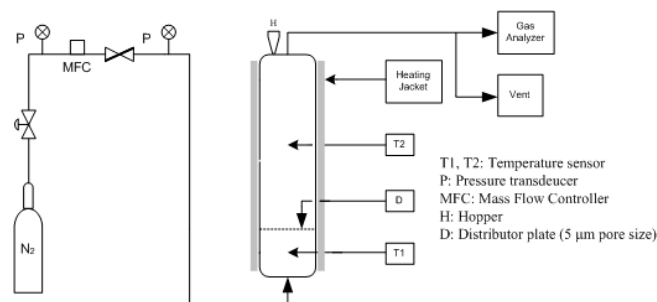 H
P
P
MFC
Gas
Analyzer
Heating
Jacket
Vent
T2
T1, T2: Temperature sensor
P: Pressure transdeucer
MFC: Mass Flow Controller
H: Hopper
D: Distributor plate (5 μm pore size)
D
N2
T1